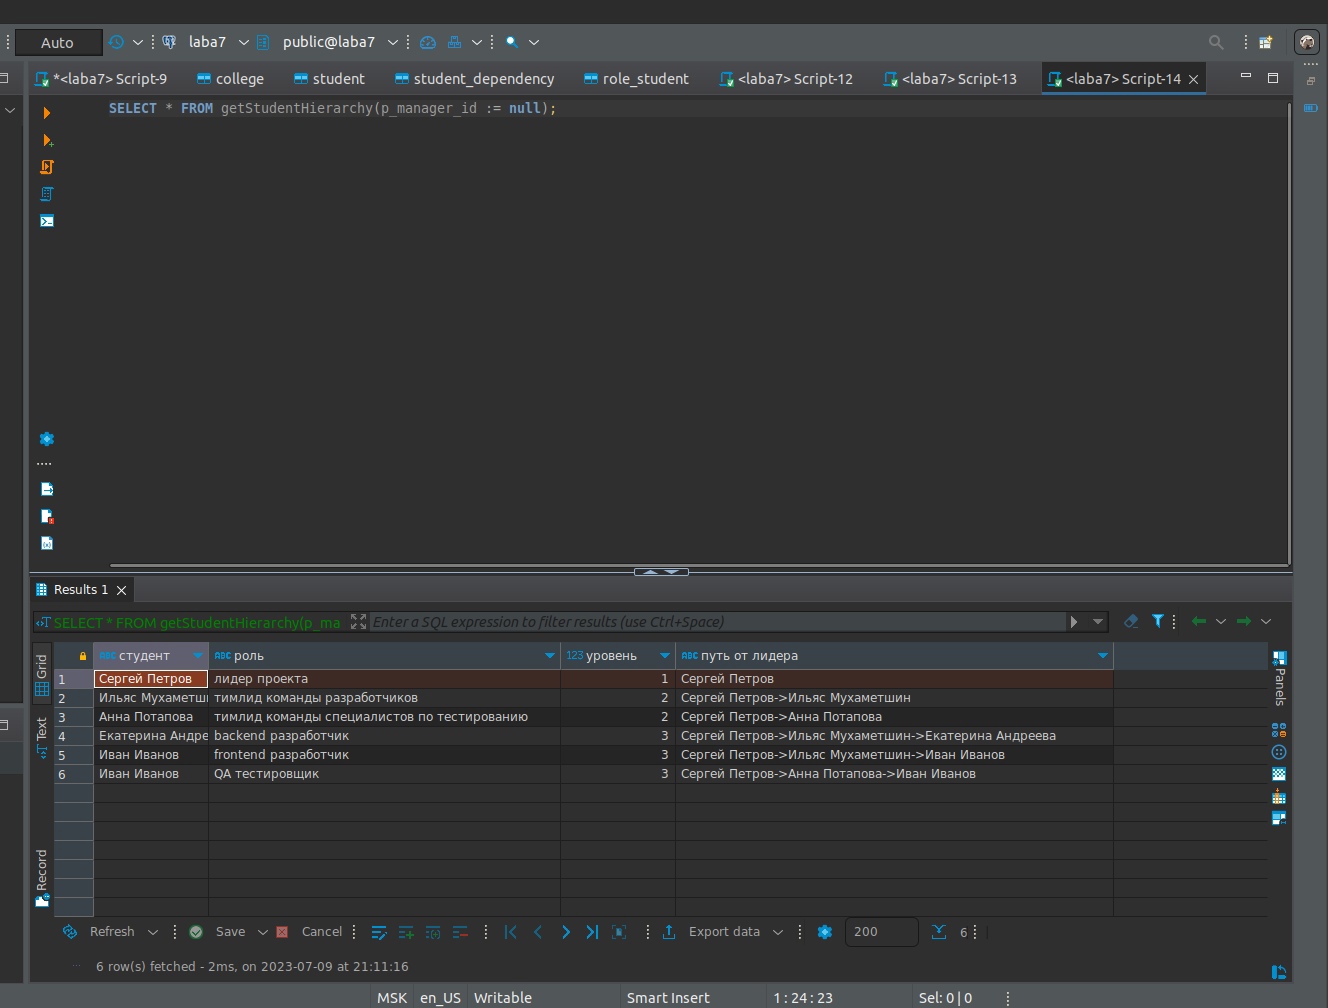 Auto laba7 public@laba7
*<laba7> Script-9 college student student_dependency role_student <laba7> Script-12 <laba7> Script-13 <laba7> Script-14
SELECT * FROM getStudentHierarchy(p_manager_id := null);
Results 1
SELECT * FROM getStudentHierarchy(p_ma Enter a SQL expression to filter results (use Ctrl+Space)
Grid
Text
Record
ABC студент ABC роль 123 уровень ABC путь от лидера
1 Сергей Петров лидер проекта 1 Сергей Петров
2 Ильяс Мухаметш тимлид команды разработчиков 2 Сергей Петров->Ильяс Мухаметшин
3 Анна Потапова тимлид команды специалистов по тестированию 2 Сергей Петров->Анна Потапова
4 Екатерина Андре backend разработчик 3 Сергей Петров->Ильяс Мухаметшин->Екатерина Андреева
5 Иван Иванов frontend разработчик 3 Сергей Петров->Ильяс Мухаметшин->Иван Иванов
6 Иван Иванов QA тестировщик 3 Сергей Петров->Анна Потапова->Иван Иванов
Panels
Refresh Save Cancel Export data 200 6
6 row(s) fetched - 2ms, on 2023-07-09 at 21:11:16
MSK en_US Writable Smart Insert 1 : 24 : 23 Sel: 0 | 0